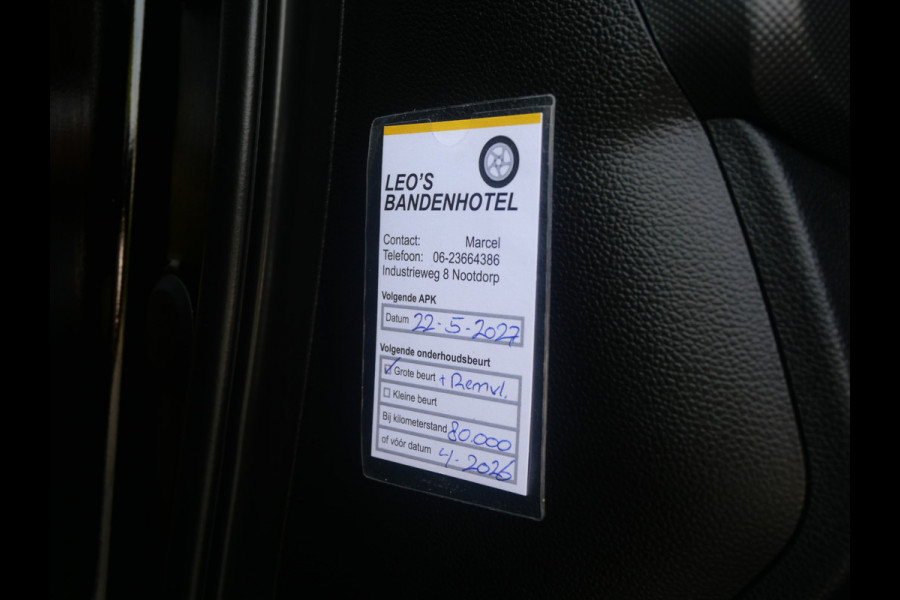 LEO'S
BANDENHOTEL
Contact: Marcel
Telefoon: 06-23664386
Industrieweg 8 Nootdorp
Volgende APK
Datum 22-5-2027
Volgende onderhoudsbeurt
Grote beurt + Remvl.
Kleine beurt
Bij kilometerstand 80.000
of vóór datum 4-2026